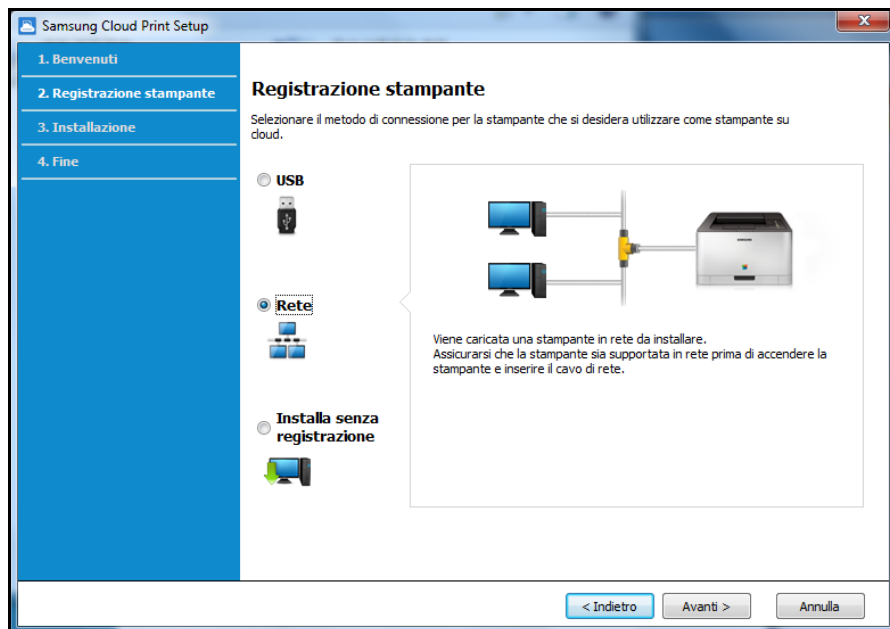 Samsung Cloud Print Setup
1. Benvenuti
2. Registrazione stampante
3. Installazione
4. Fine
Registrazione stampante
Selezionare il metodo di connessione per la stampante che si desidera utilizzare come stampante su
cloud.
USB
Rete
Installa senza
registrazione
Viene caricata una stampante in rete da installare.
Assicurarsi che la stampante sia supportata in rete prima di accendere la
stampante e inserire il cavo di rete.
< Indietro
Avanti >
Annulla